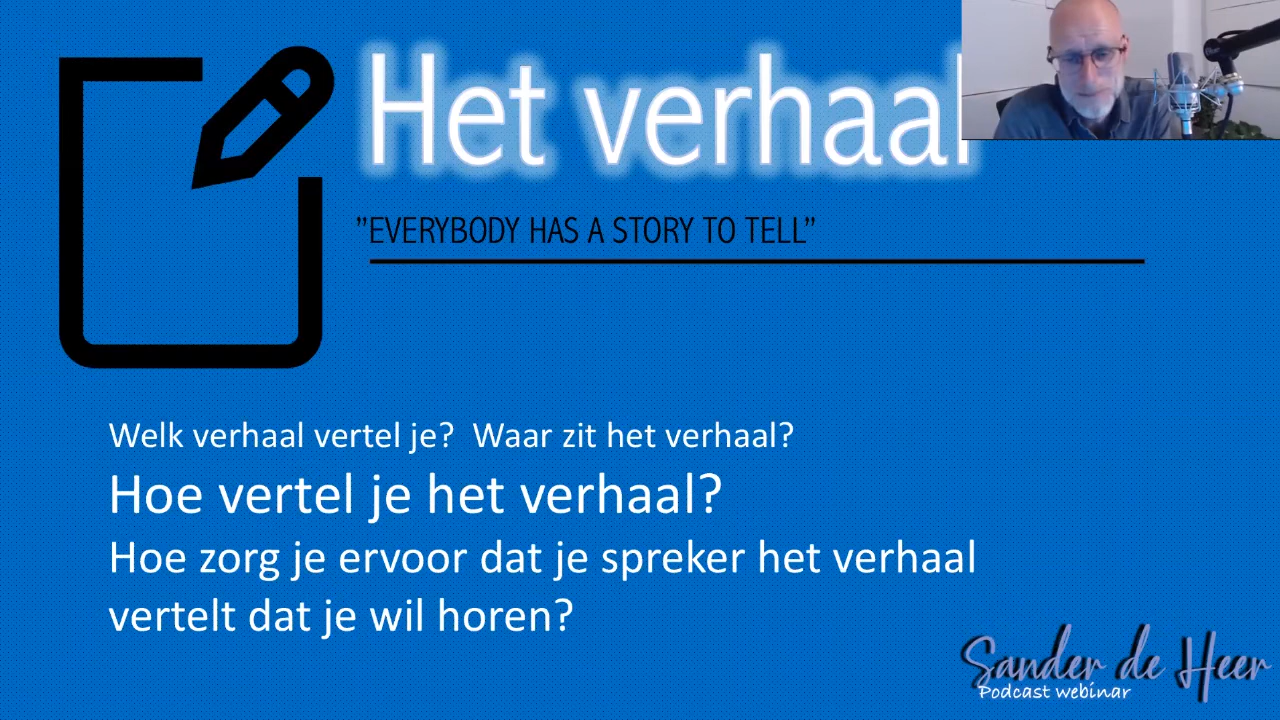 Het verhaal
”EVERYBODY HAS A STORY TO TELL”
Welk verhaal vertel je?  Waar zit het verhaal?
Hoe vertel je het verhaal?
Hoe zorg je ervoor dat je spreker het verhaal
vertelt dat je wil horen?
Sander de Heer
Podcast webinar